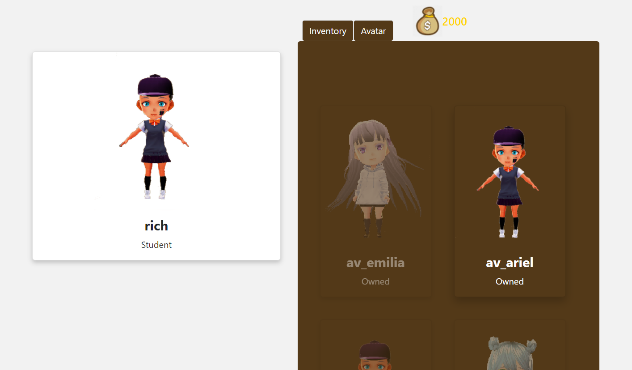 Inventory
Avatar
$ 2000
rich
Student
av_emilia
Owned
av_ariel
Owned